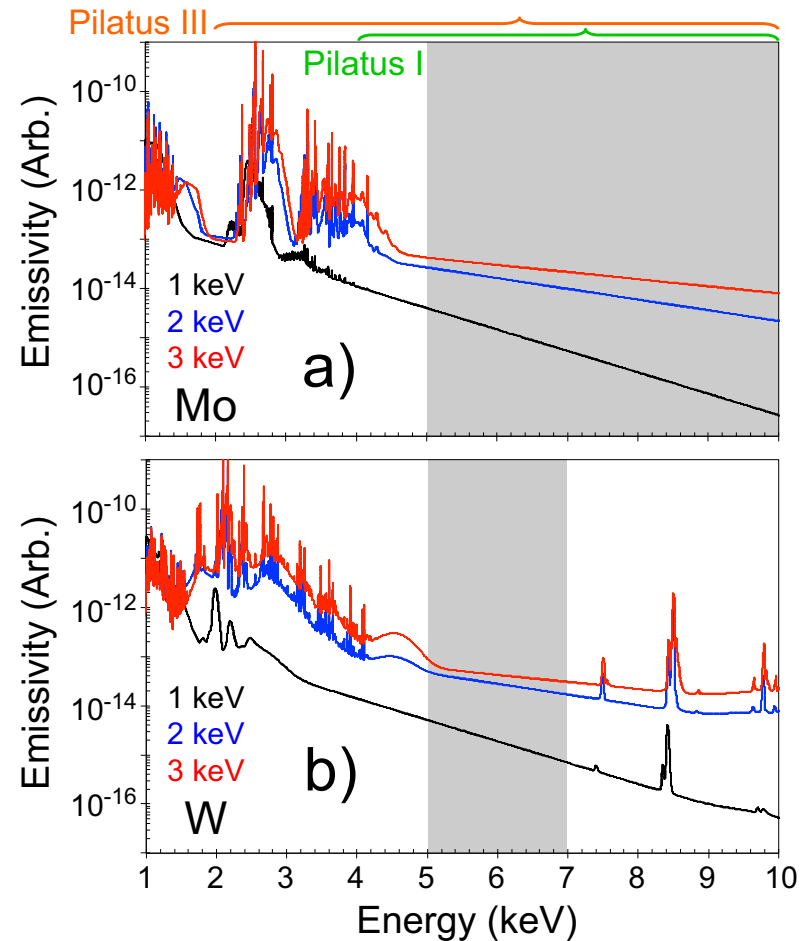 Pilatus III
Pilatus I
Emissivity (Arb.)
10⁻¹⁰
10⁻¹²
10⁻¹⁴
10⁻¹⁶
1 keV
2 keV
3 keV
Mo
a)
Emissivity (Arb.)
10⁻¹⁰
10⁻¹²
10⁻¹⁴
10⁻¹⁶
1 keV
2 keV
3 keV
W
b)
1 2 3 4 5 6 7 8 9 10
Energy (keV)